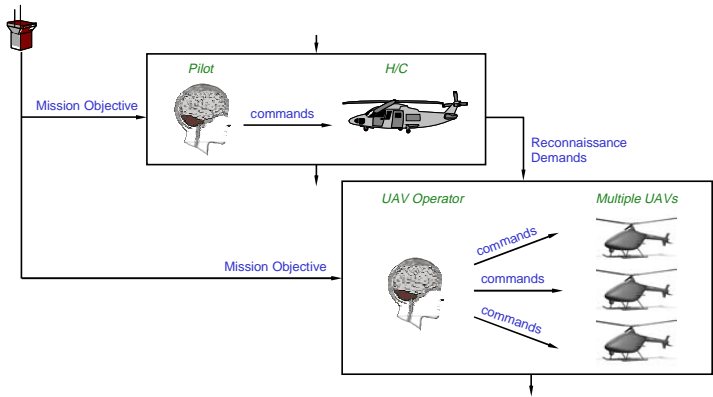 Pilot
H/C
Mission Objective
commands
Reconnaissance
Demands
UAV Operator
Multiple UAVs
commands
Mission Objective
commands
commands